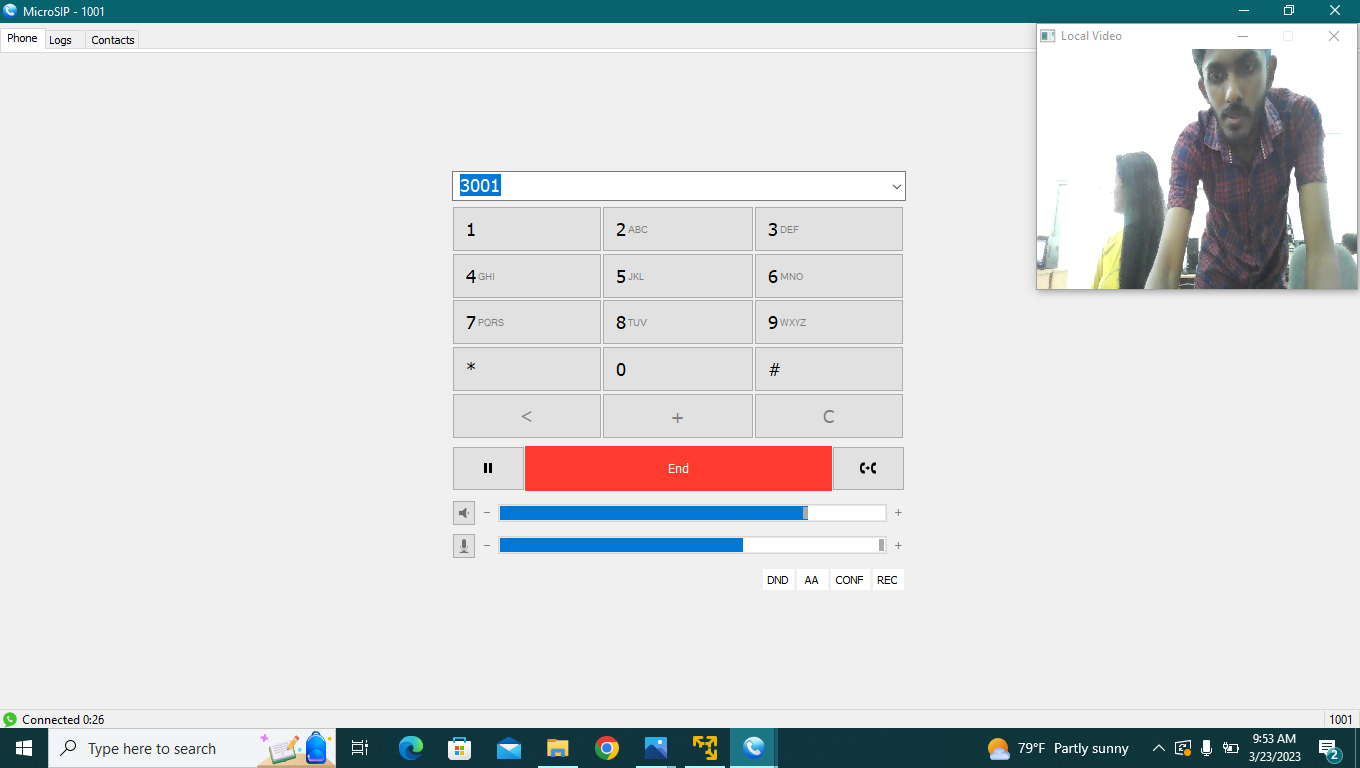 MicroSIP - 1001
Phone Logs Contacts
Local Video
3001
1 2 ABC 3 DEF
4 GHI 5 JKL 6 MNO
7 PQRS 8 TUV 9 WXYZ
* 0 #
< + C
End
− +
− +
DND AA CONF REC
Connected 0:26 1001
Type here to search 79°F Partly sunny 9:53 AM
3/23/2023
2